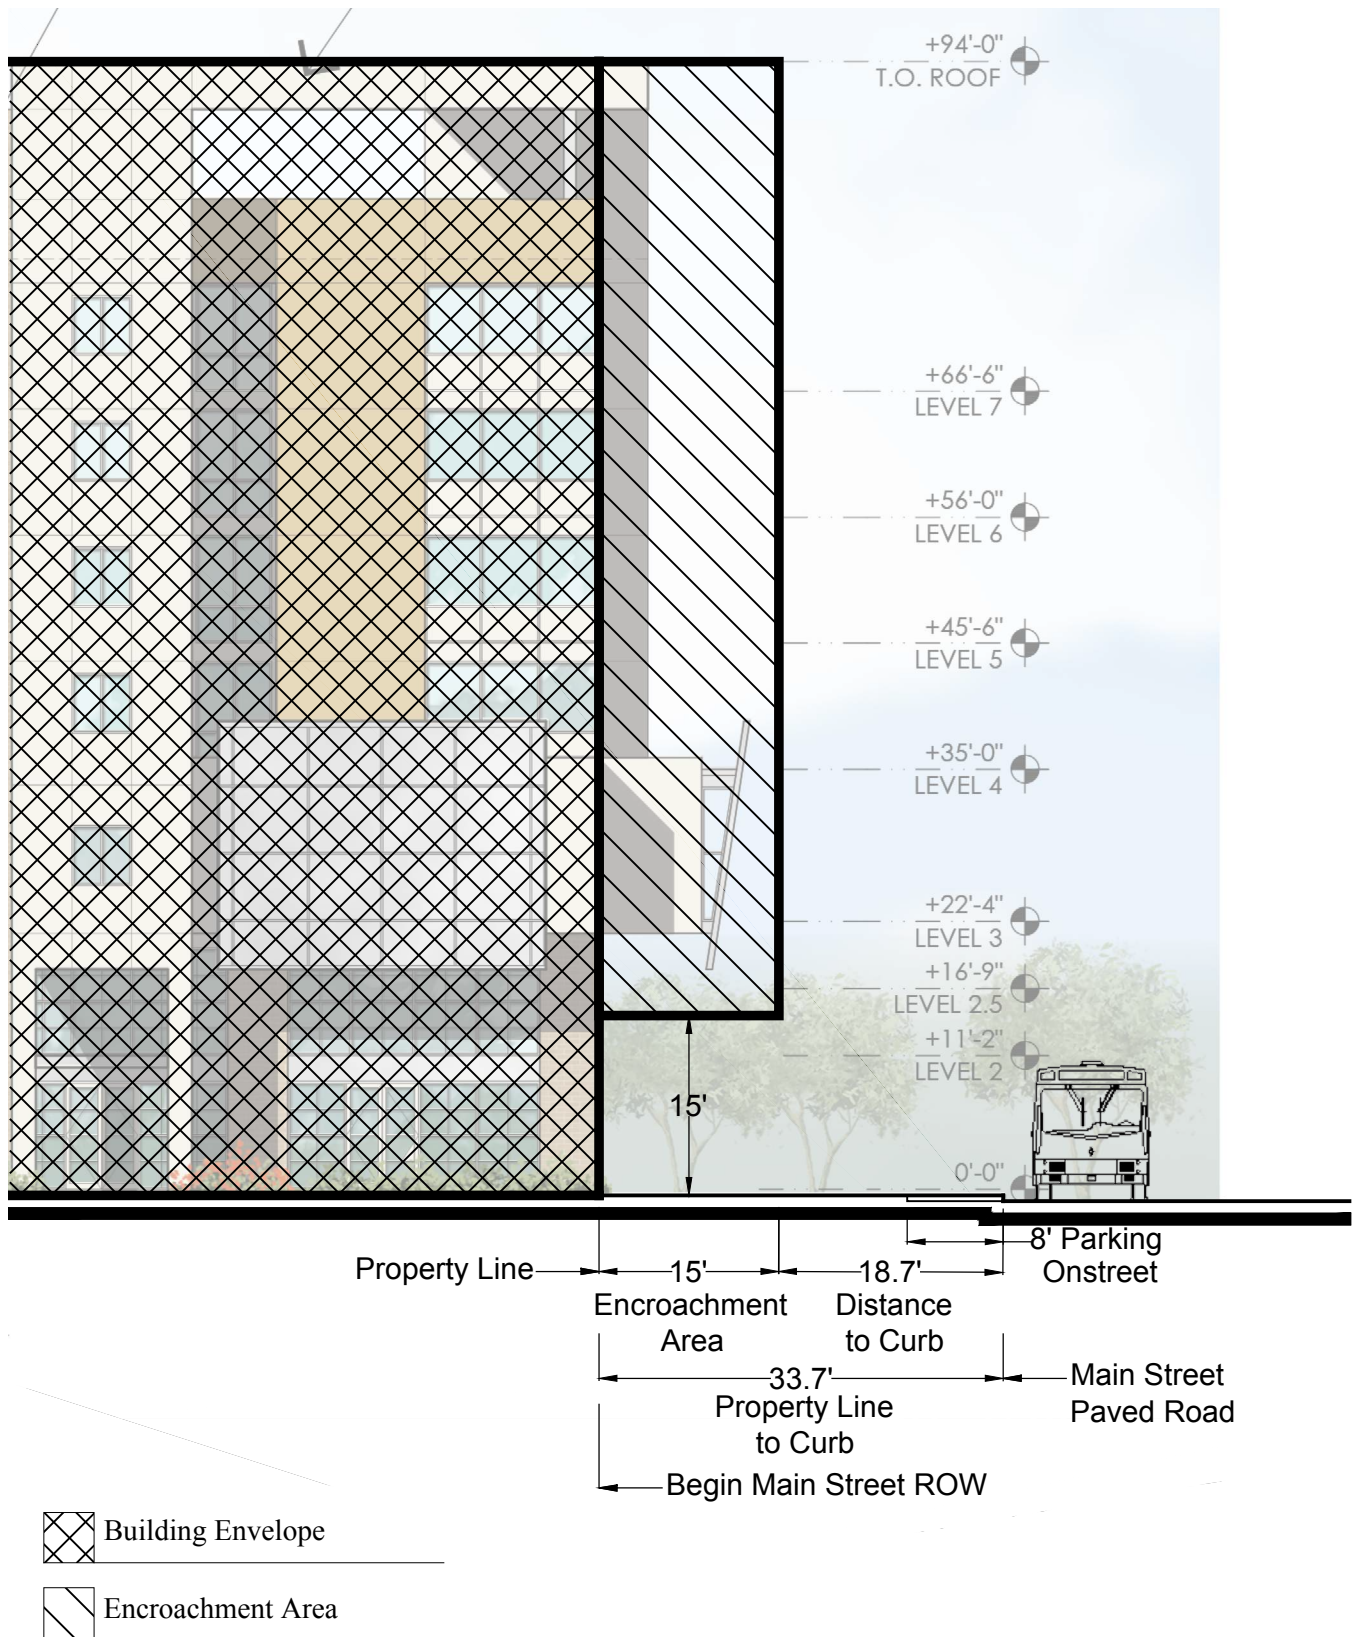 +94'-0"
T.O. ROOF
+66'-6"
LEVEL 7
+56'-0"
LEVEL 6
+45'-6"
LEVEL 5
+35'-0"
LEVEL 4
+22'-4"
LEVEL 3
+16'-9"
LEVEL 2.5
+11'-2"
LEVEL 2
15'
0'-0"
8' Parking
Onstreet
Property Line
15'
Encroachment
Area
18.7'
Distance
to Curb
33.7'
Property Line
to Curb
Main Street
Paved Road
Begin Main Street ROW
Building Envelope
Encroachment Area